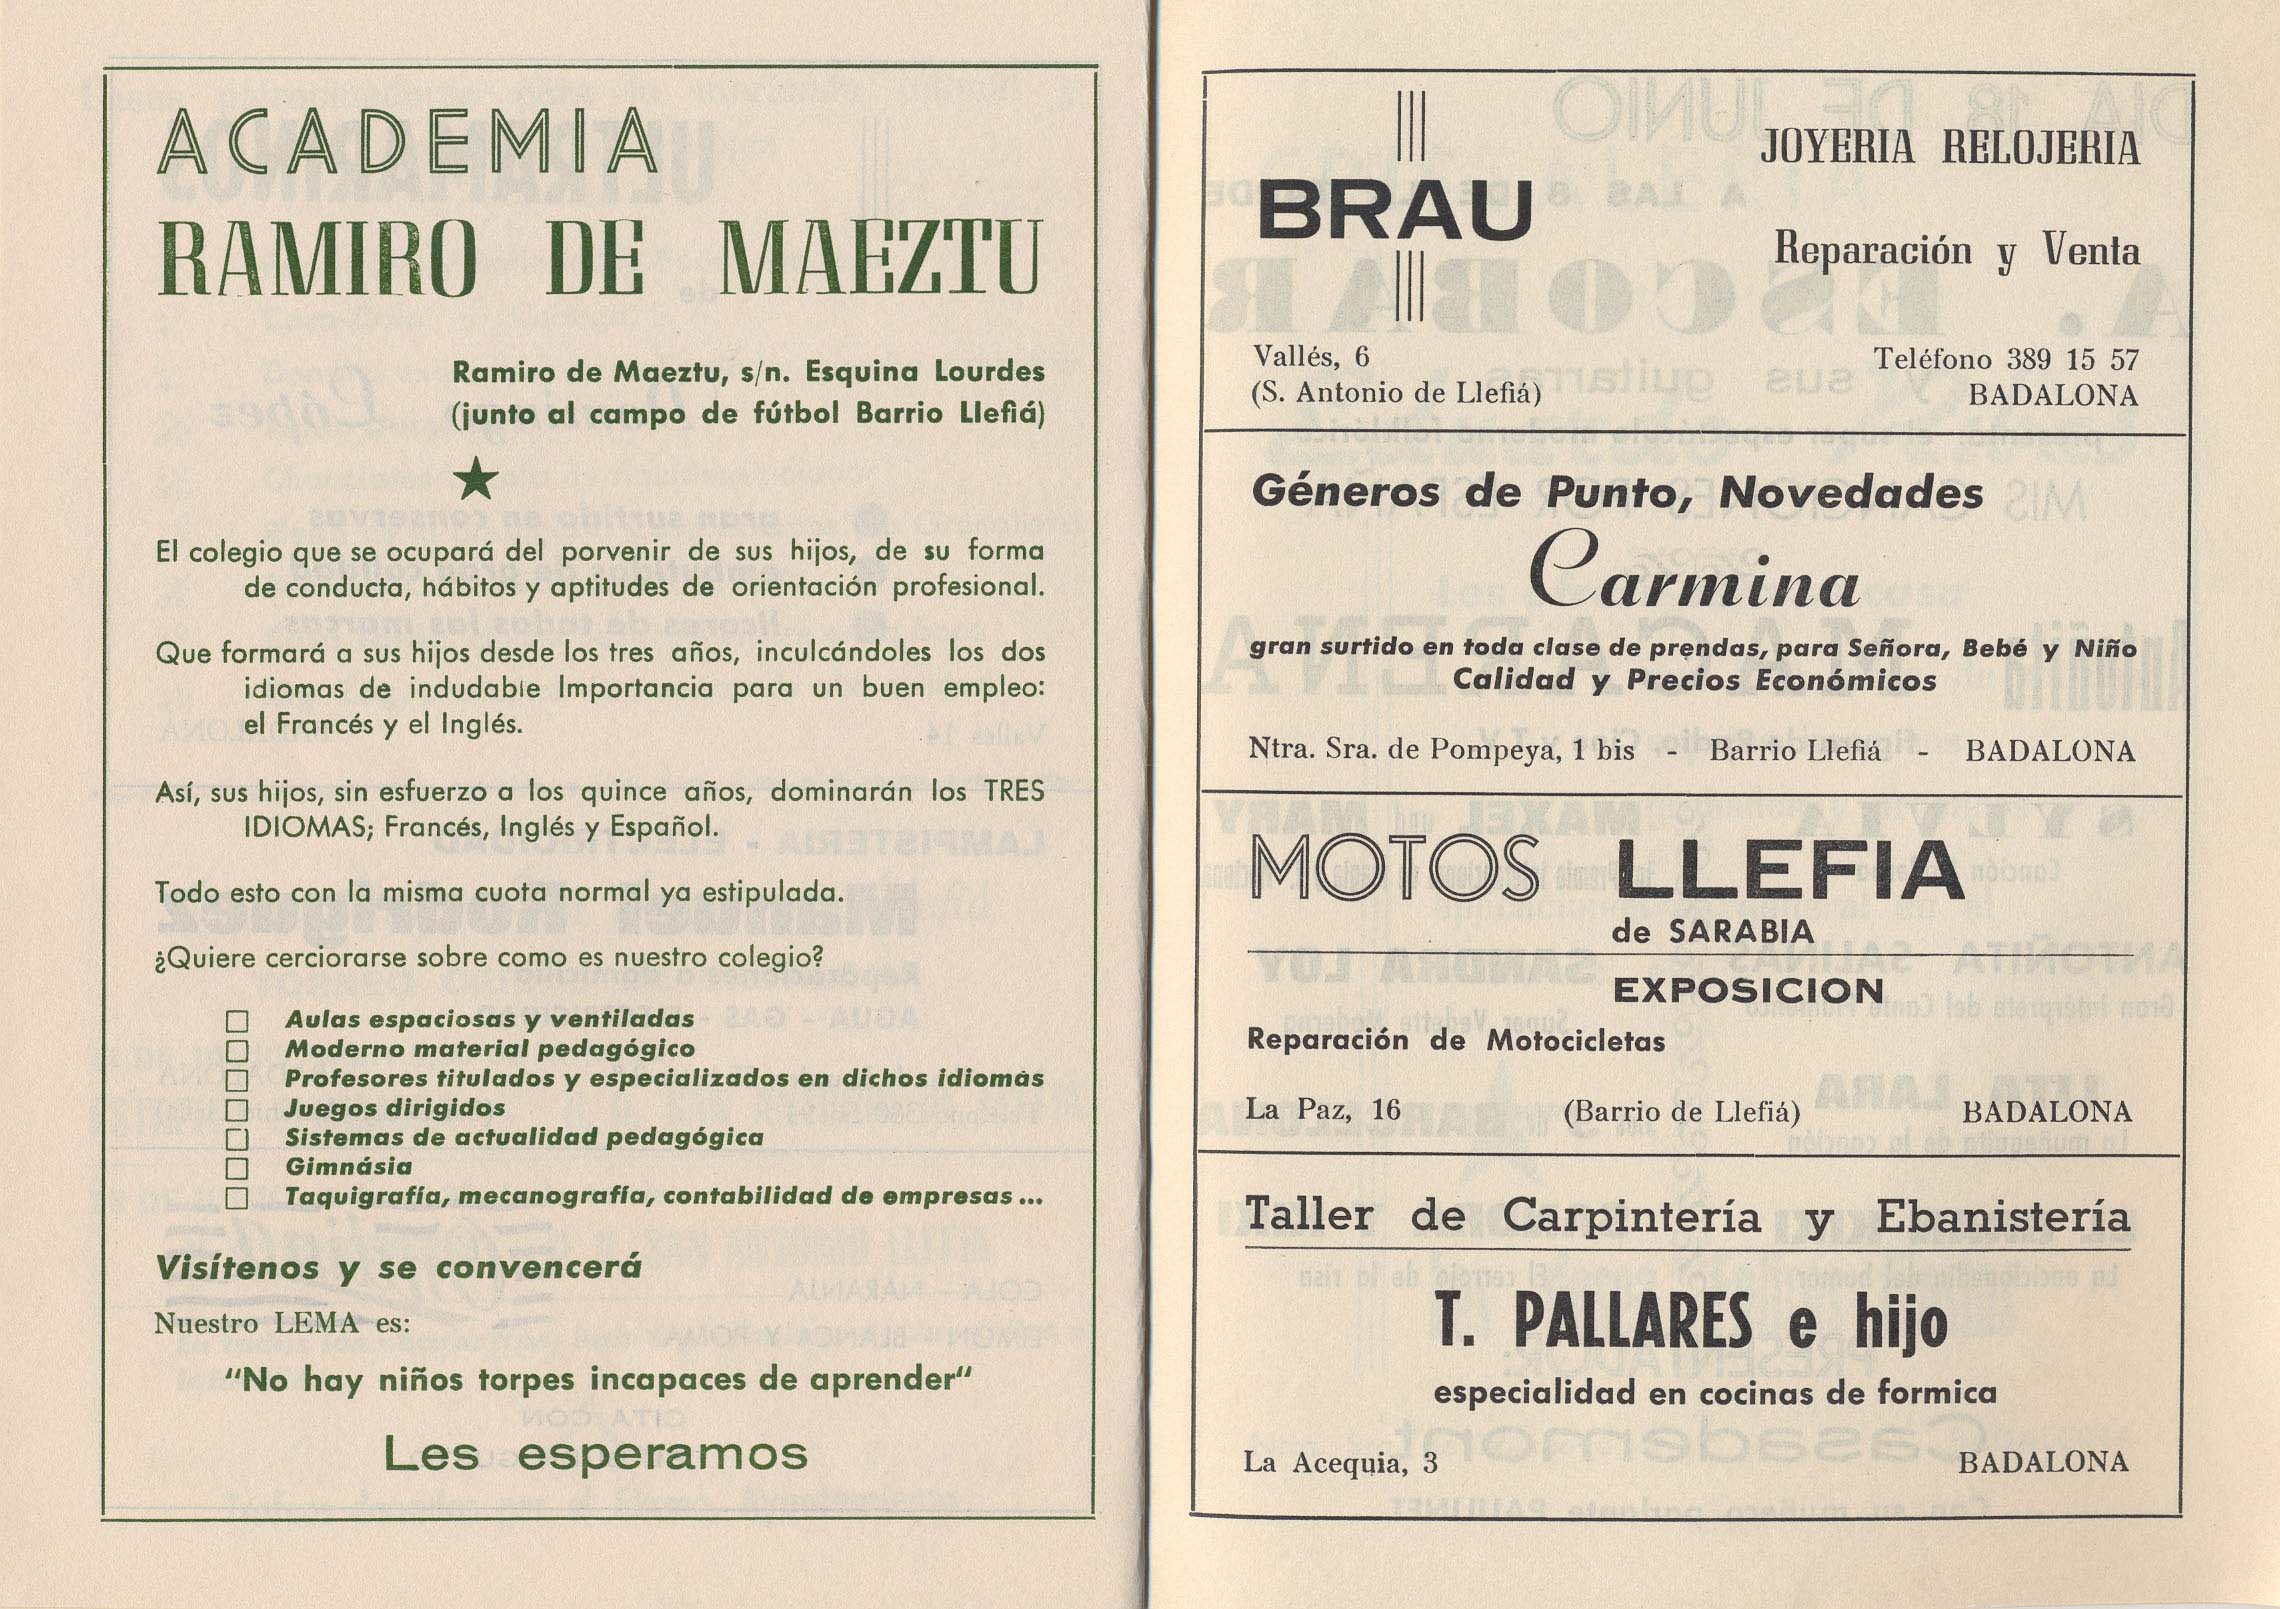 ACADEMIA
RAMIRO DE MAEZTU
Ramiro de Maeztu, s/n. Esquina Lourdes
(junto al campo de fútbol Barrio Llefiá)
El colegio que se ocupará del porvenir de sus hijos, de su forma
de conducta, hábitos y aptitudes de orientación profesional.
Que formará a sus hijos desde los tres años, inculcándoles los dos
idiomas de indudable Importancia para un buen empleo:
el Francés y el Inglés.
Así, sus hijos, sin esfuerzo a los quince años, dominarán los TRES
IDIOMAS; Francés, Inglés y Español.
Todo esto con la misma cuota normal ya estipulada.
¿Quiere cerciorarse sobre como es nuestro colegio?
Aulas espaciosas y ventiladas
Moderno material pedagógico
Profesores titulados y especializados en dichos idiomas
Juegos dirigidos
Sistemas de actualidad pedagógica
Gimnásia
Taquigrafía, mecanografía, contabilidad de empresas...
Visítenos y se convencerá
Nuestro LEMA es:
"No hay niños torpes incapaces de aprender"
Les esperamos
BRAU
JOYERIA RELOJERIA
Reparación y Venta
Vallés, 6
(S. Antonio de Llefiá)
Teléfono 389 15 57
BADALONA
Géneros de Punto, Novedades
Carmina
gran surtido en toda clase de prendas, para Señora, Bebé y Niño
Calidad y Precios Económicos
Ntra. Sra. de Pompeya, 1 bis - Barrio Llefiá - BADALONA
MOTOS LLEFIA
de SARABIA
EXPOSICION
Reparación de Motocicletas
La Paz, 16 (Barrio de Llefiá) BADALONA
Taller de Carpintería y Ebanistería
T. PALLARES e hijo
especialidad en cocinas de formica
La Acequia, 3 BADALONA